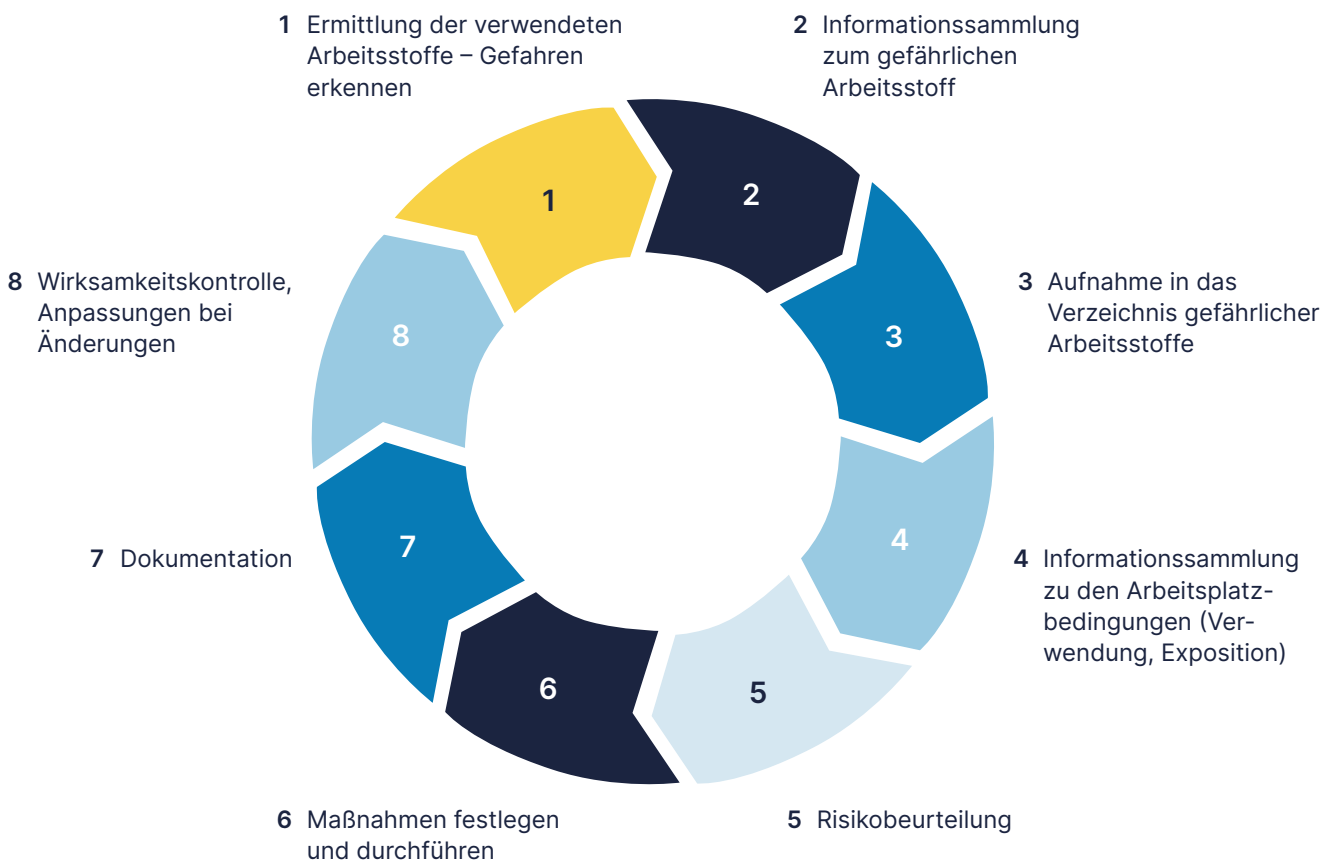 1 Ermittlung der verwendeten
Arbeitsstoffe – Gefahren
erkennen
2 Informationssammlung
zum gefährlichen
Arbeitsstoff
3 Aufnahme in das
Verzeichnis gefährlicher
Arbeitsstoffe
4 Informationssammlung
zu den Arbeitsplatz-
bedingungen (Ver-
wendung, Exposition)
5 Risikobeurteilung
6 Maßnahmen festlegen
und durchführen
7 Dokumentation
8 Wirksamkeitskontrolle,
Anpassungen bei
Änderungen
1
2
3
4
5
6
7
8